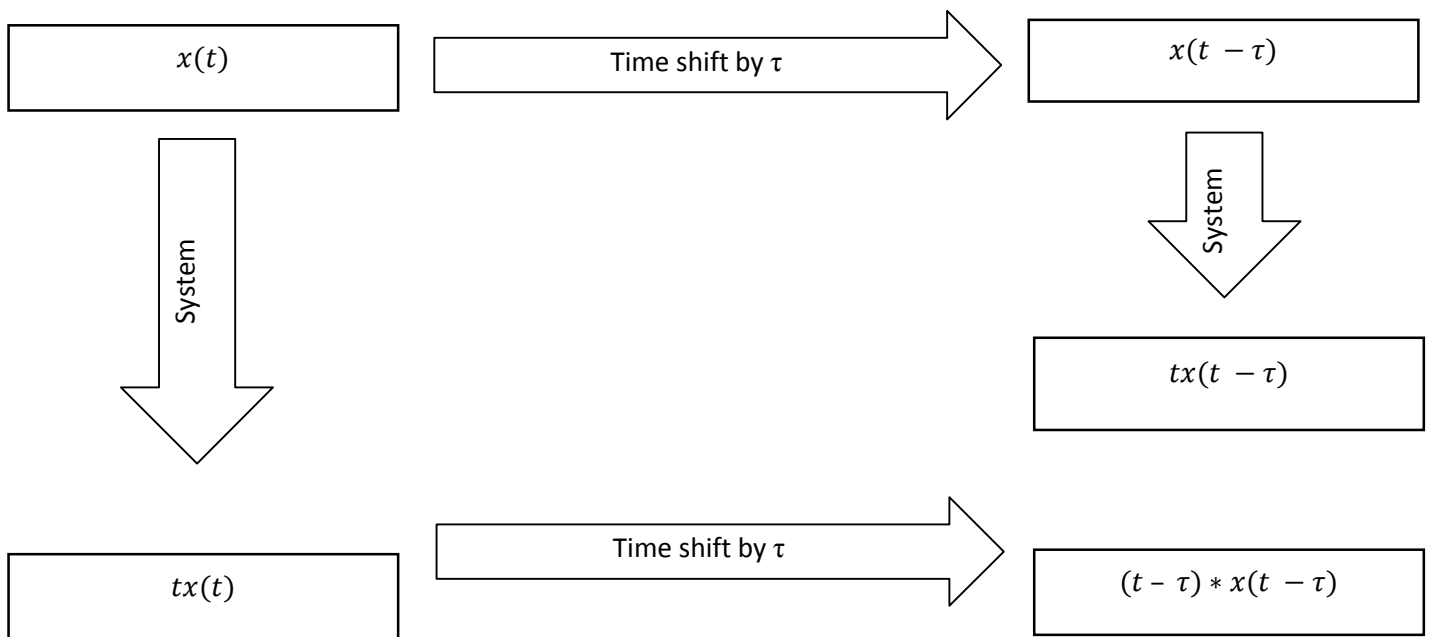 x(t)
Time shift by τ
x(t − τ)
System
System
tx(t − τ)
tx(t)
Time shift by τ
(t − τ) ∗ x(t − τ)